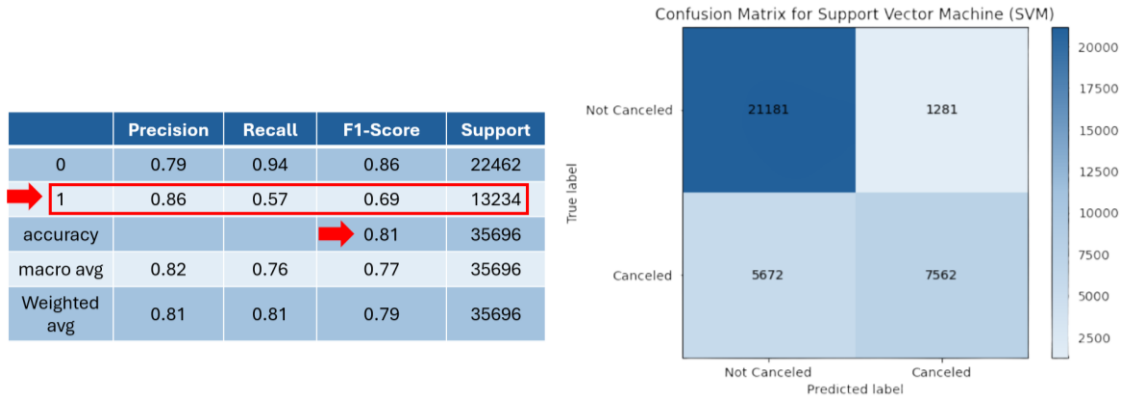 Precision Recall F1-Score Support
0 0.79 0.94 0.86 22462
1 0.86 0.57 0.69 13234
accuracy 0.81 35696
macro avg 0.82 0.76 0.77 35696
Weighted avg 0.81 0.81 0.79 35696
Confusion Matrix for Support Vector Machine (SVM)
True label
Not Canceled 21181 1281
Canceled 5672 7562
Not Canceled Canceled
Predicted label
20000
17500
15000
12500
10000
7500
5000
2500